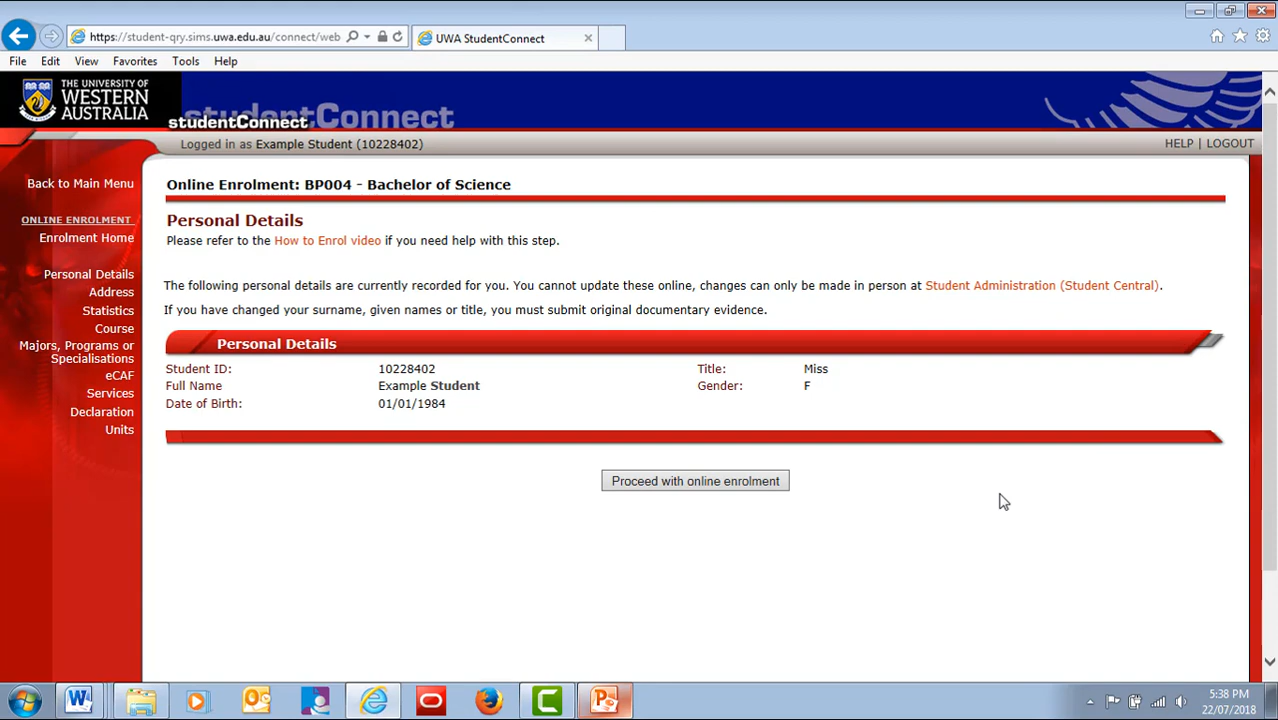 https://student-qry.sims.uwa.edu.au/connect/web
UWA StudentConnect
File Edit View Favorites Tools Help
THE UNIVERSITY OF
WESTERN
AUSTRALIA
studentConnect
studentConnect
Logged in as Example Student (10228402)
HELP | LOGOUT
Back to Main Menu
ONLINE ENROLMENT
Enrolment Home
Personal Details
Address
Statistics
Course
Majors, Programs or
Specialisations
eCAF
Services
Declaration
Units
Online Enrolment: BP004 - Bachelor of Science
Personal Details
Please refer to the How to Enrol video if you need help with this step.
The following personal details are currently recorded for you. You cannot update these online, changes can only be made in person at Student Administration (Student Central).
If you have changed your surname, given names or title, you must submit original documentary evidence.
Personal Details
Student ID: 10228402 Title: Miss
Full Name Example Student Gender: F
Date of Birth: 01/01/1984
Proceed with online enrolment
5:38 PM
22/07/2018